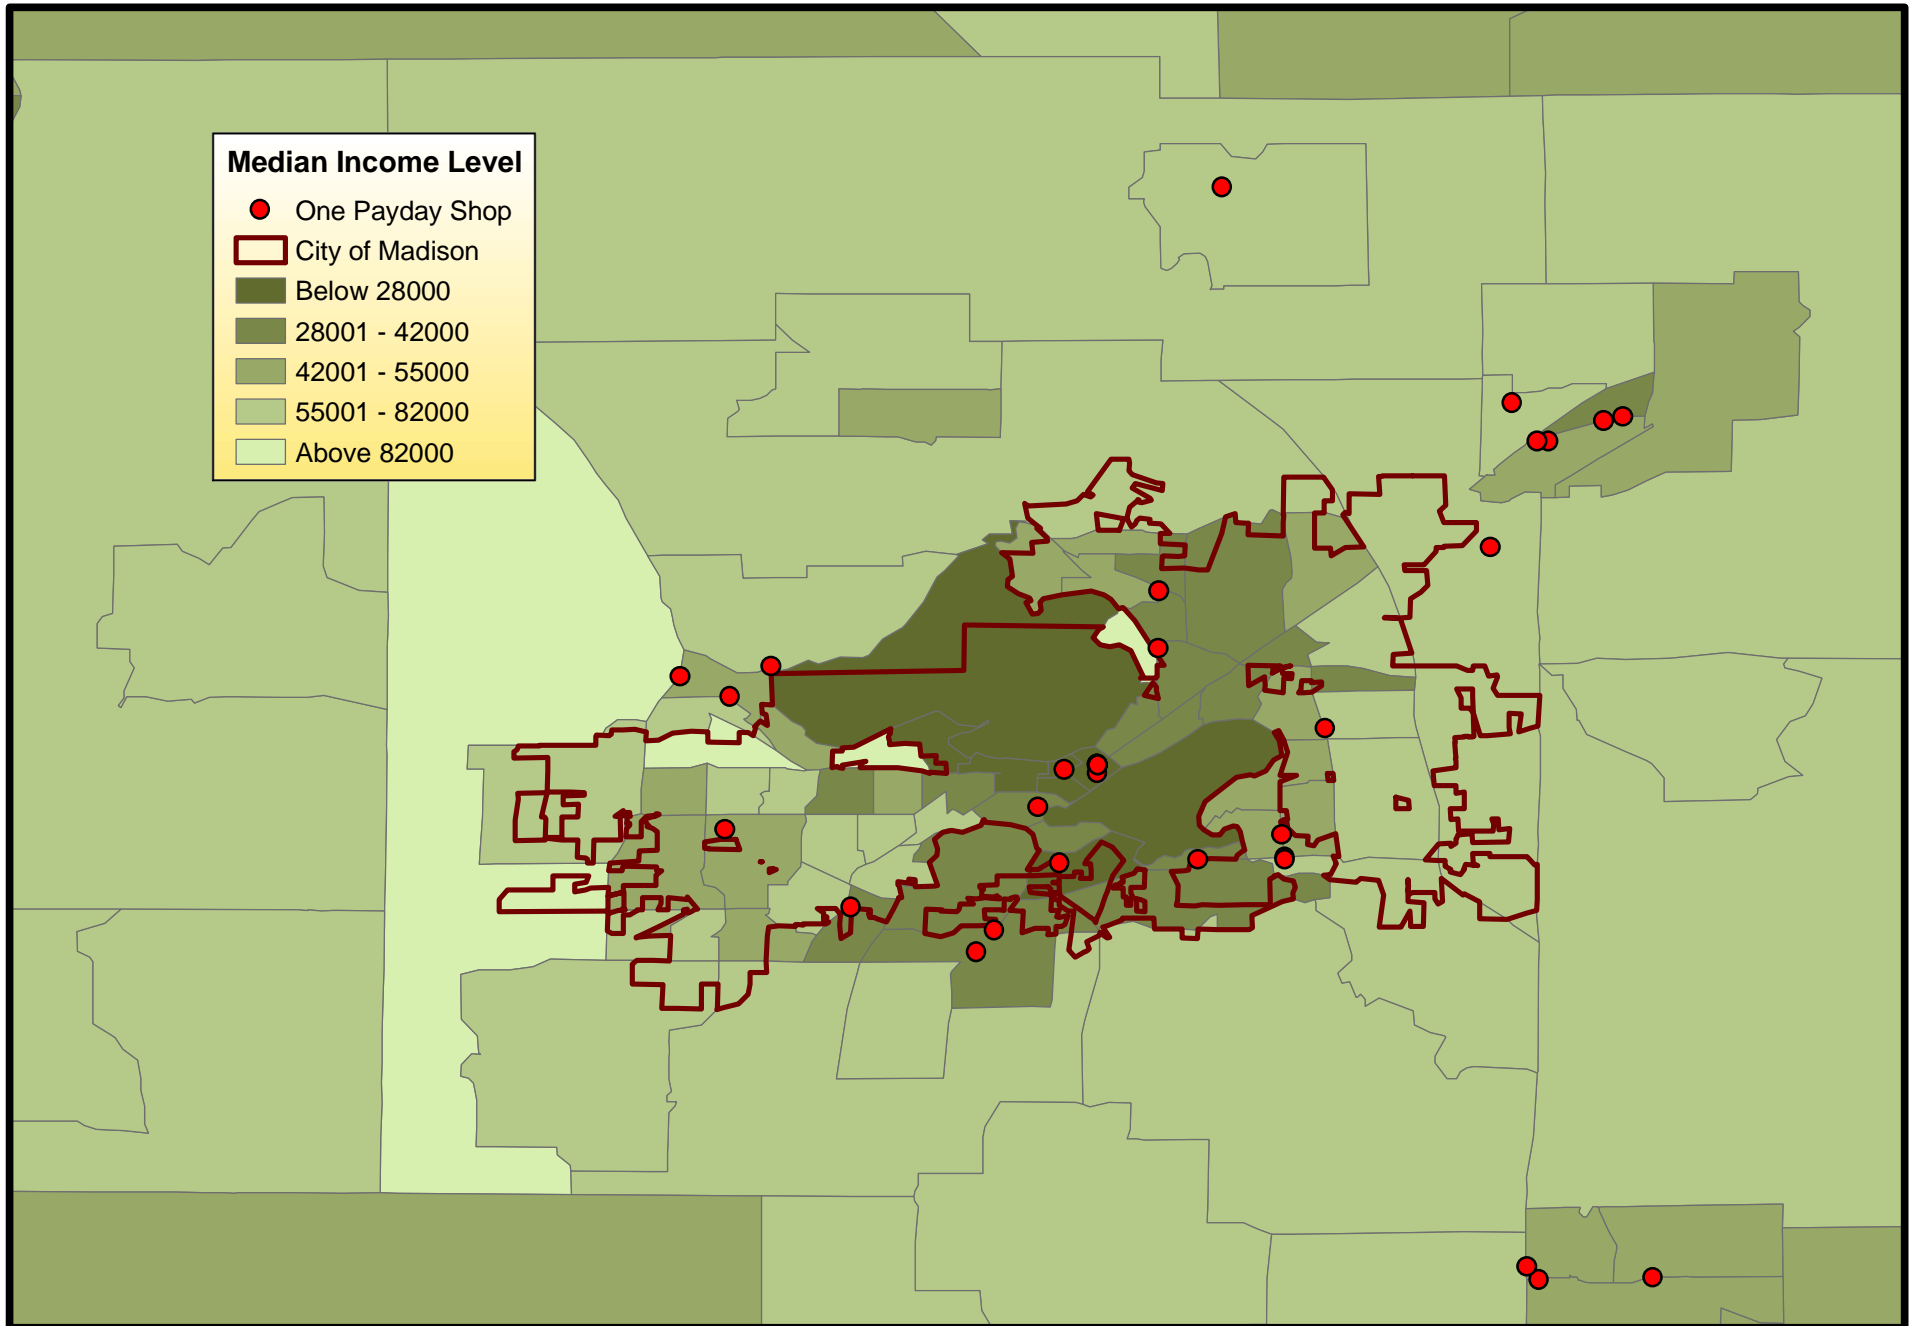 Median Income Level
One Payday Shop
City of Madison
Below 28000
28001 - 42000
42001 - 55000
55001 - 82000
Above 82000